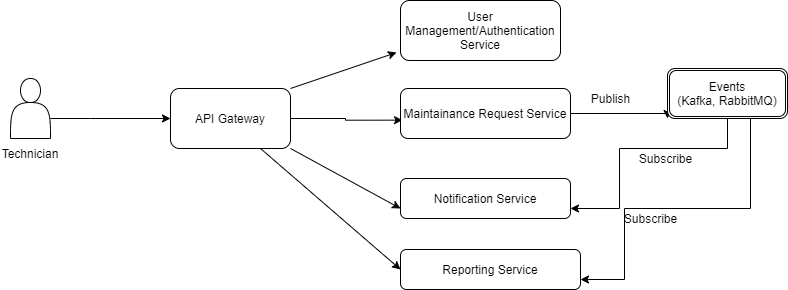 User
Management/Authentication
Service
Technician
API Gateway
Maintainance Request Service
Publish
Events
(Kafka, RabbitMQ)
Subscribe
Notification Service
Subscribe
Reporting Service